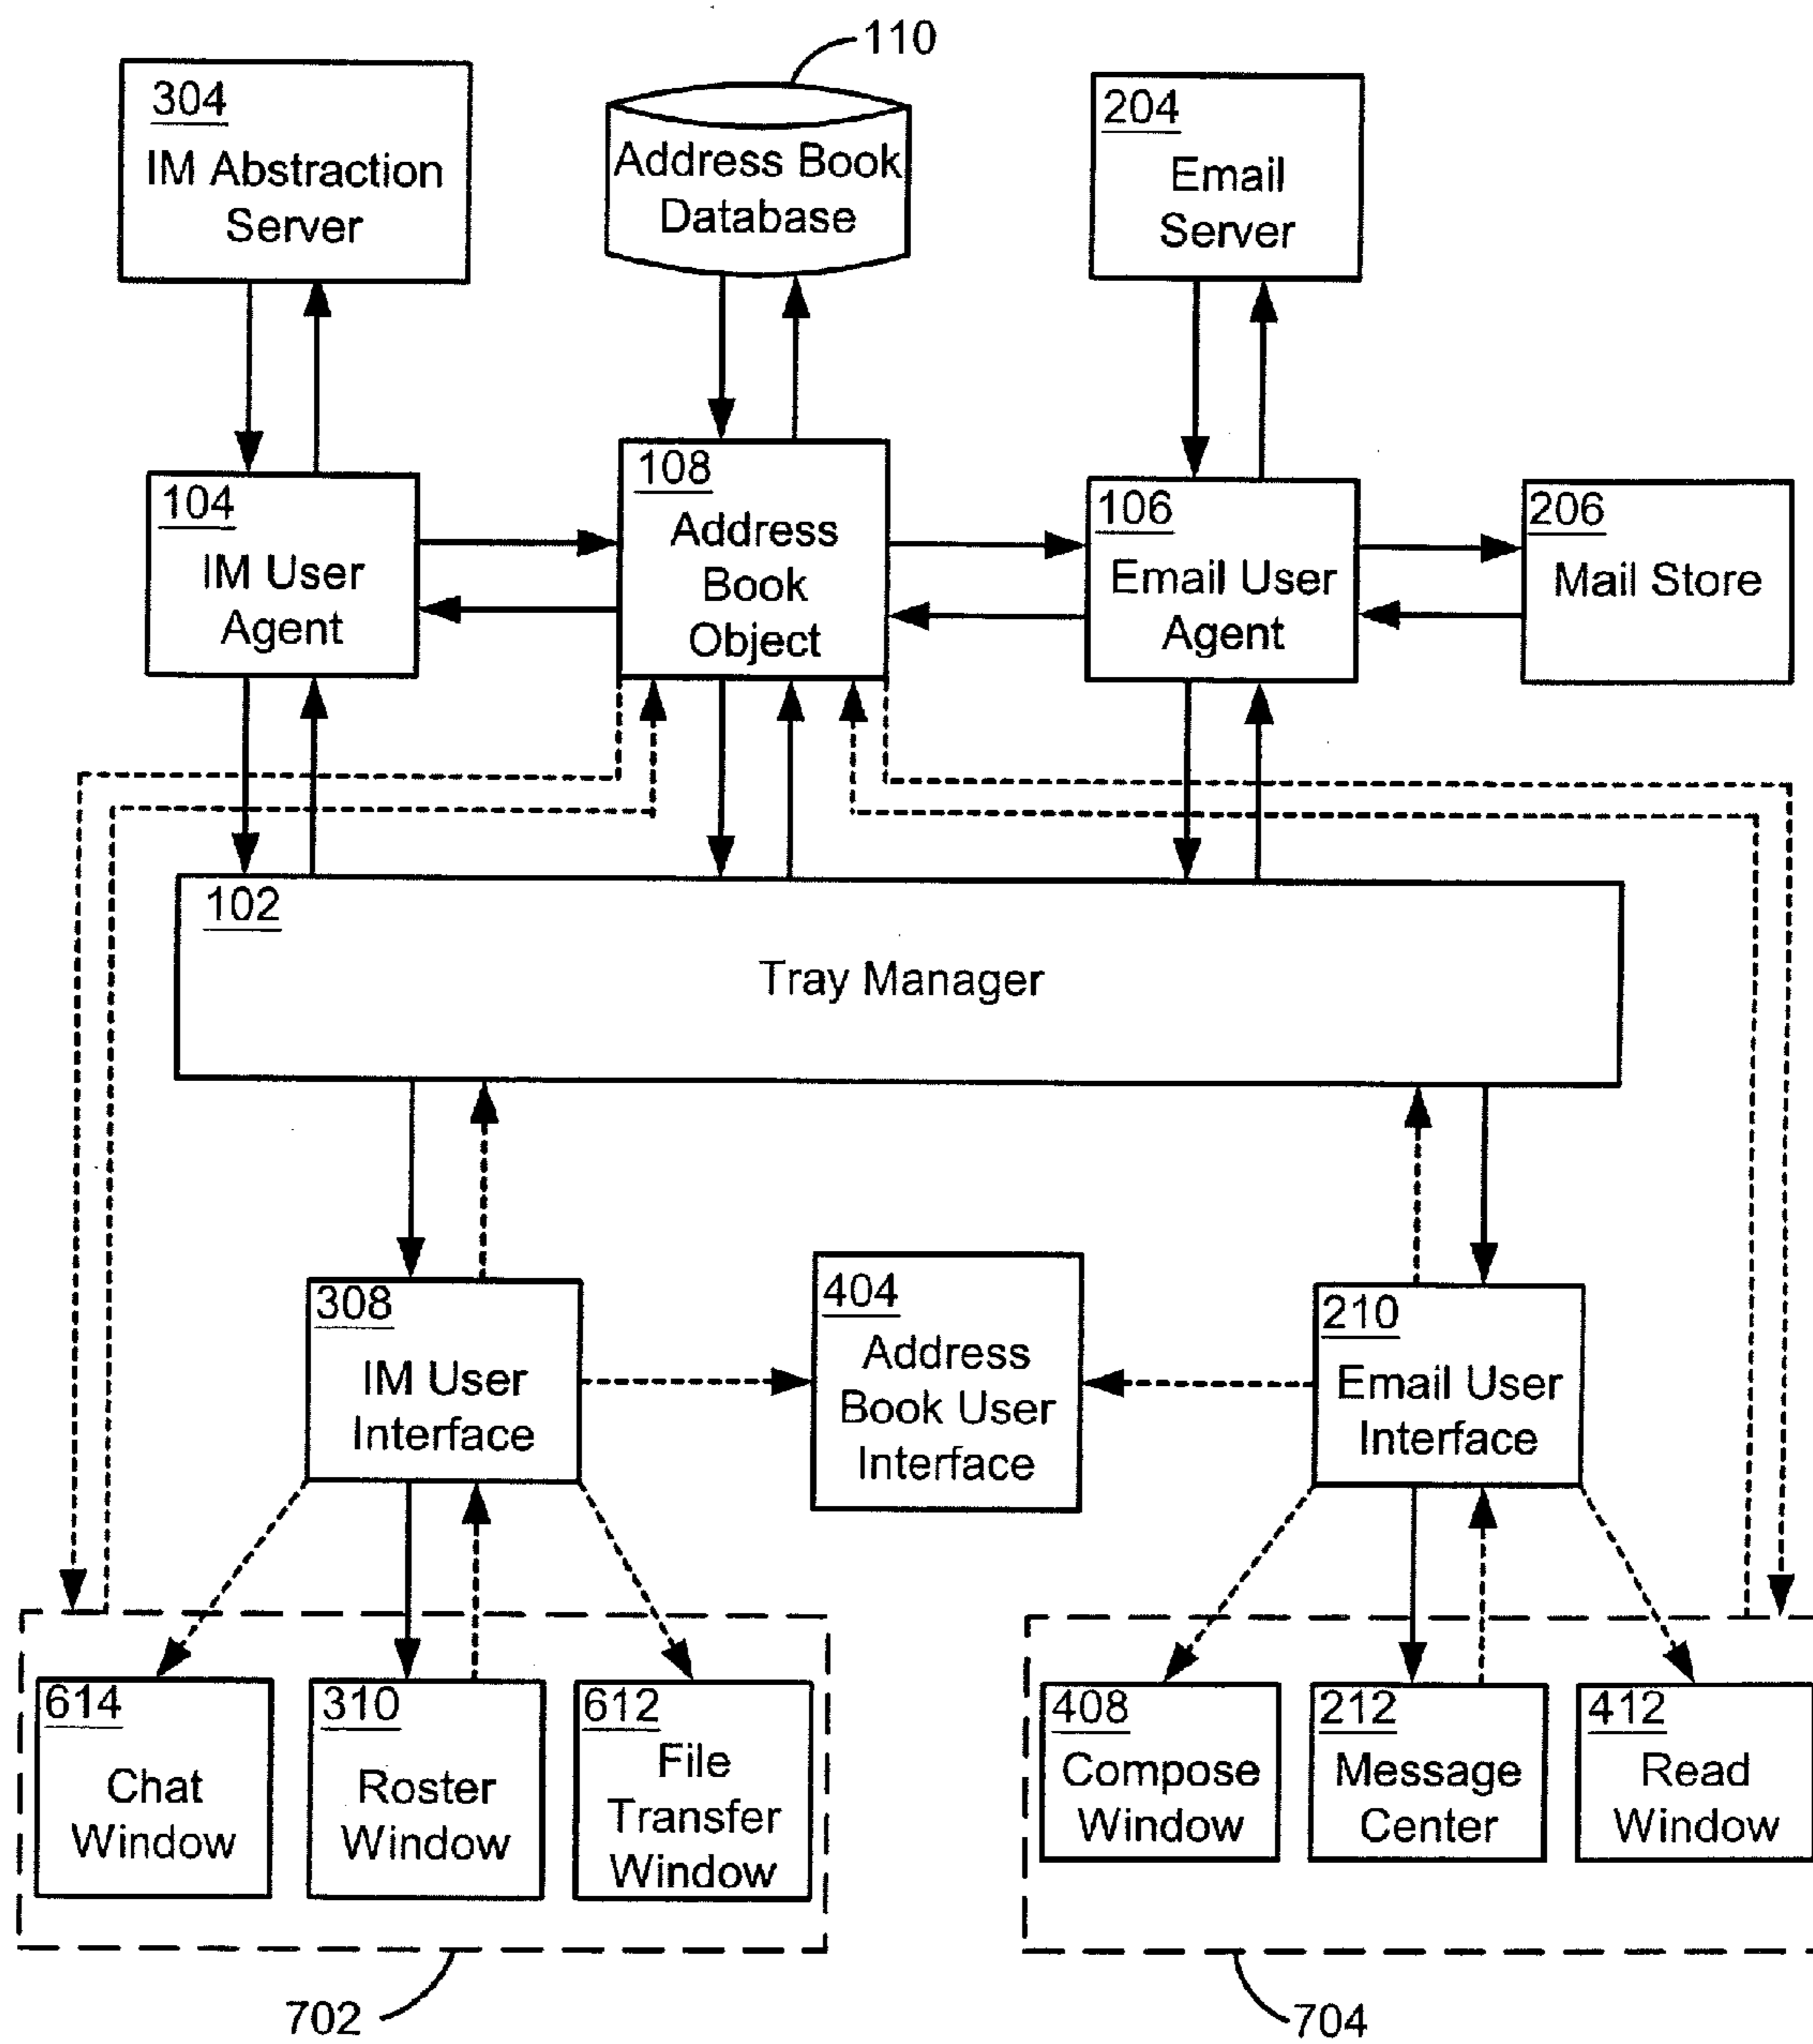 110
304
IM Abstraction
Server
Address Book
Database
204
Email
Server
104
IM User
Agent
108
Address
Book
Object
106
Email User
Agent
206
Mail Store
102
Tray Manager
308
IM User
Interface
404
Address
Book User
Interface
210
Email User
Interface
614
Chat
Window
310
Roster
Window
612
File
Transfer
Window
408
Compose
Window
212
Message
Center
412
Read
Window
702
704